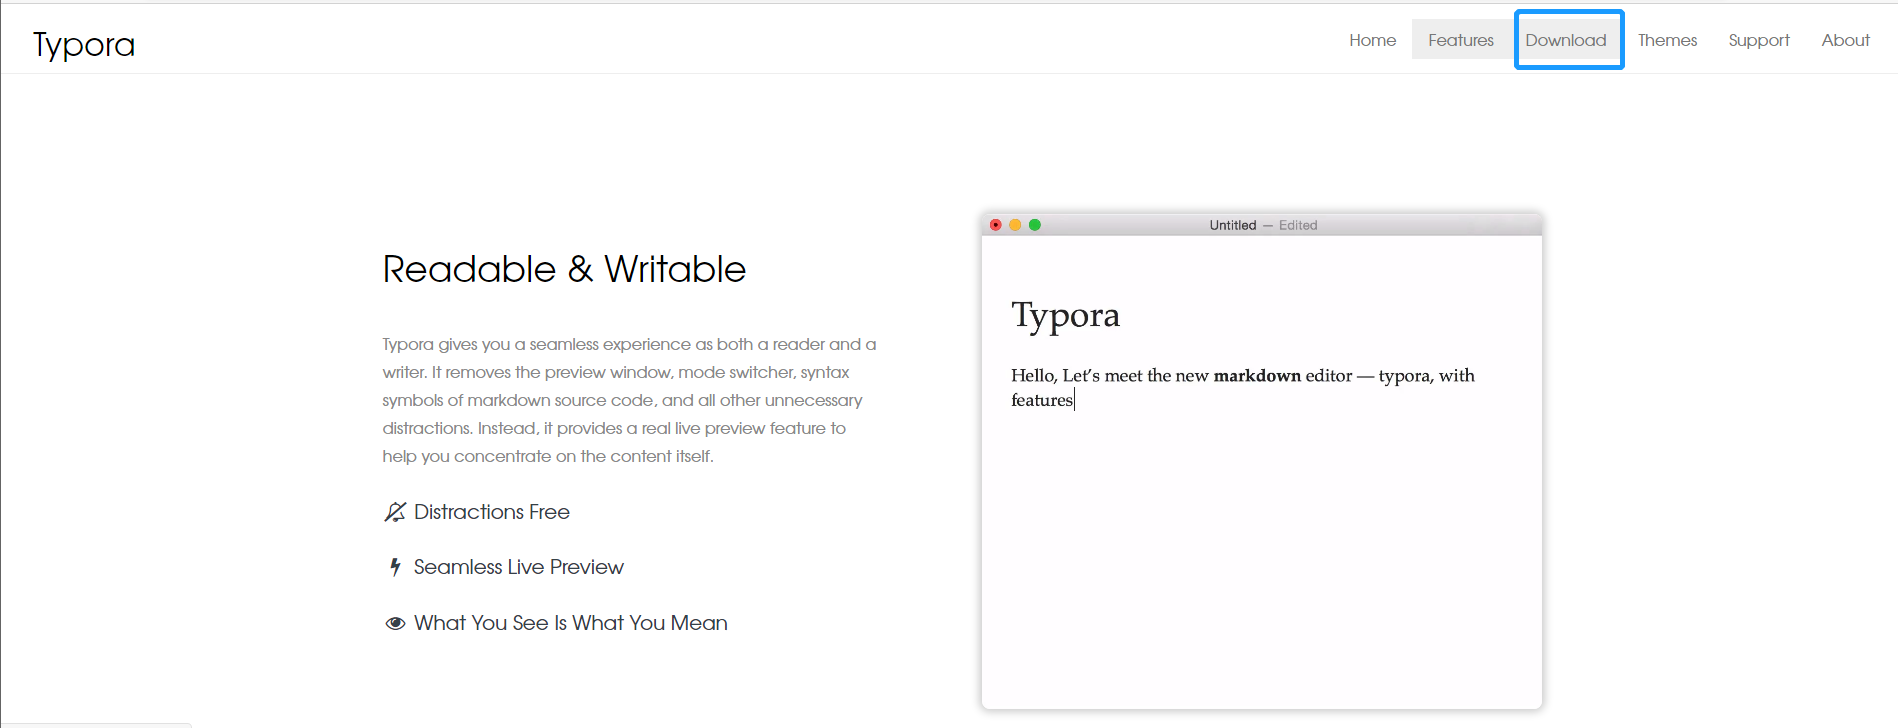 Typora
Home Features Download Themes Support About
Readable & Writable
Typora gives you a seamless experience as both a reader and a
writer. It removes the preview window, mode switcher, syntax
symbols of markdown source code, and all other unnecessary
distractions. Instead, it provides a real live preview feature to
help you concentrate on the content itself.
Distractions Free
Seamless Live Preview
What You See Is What You Mean
Untitled — Edited
Typora
Hello, Let’s meet the new markdown editor — typora, with
features